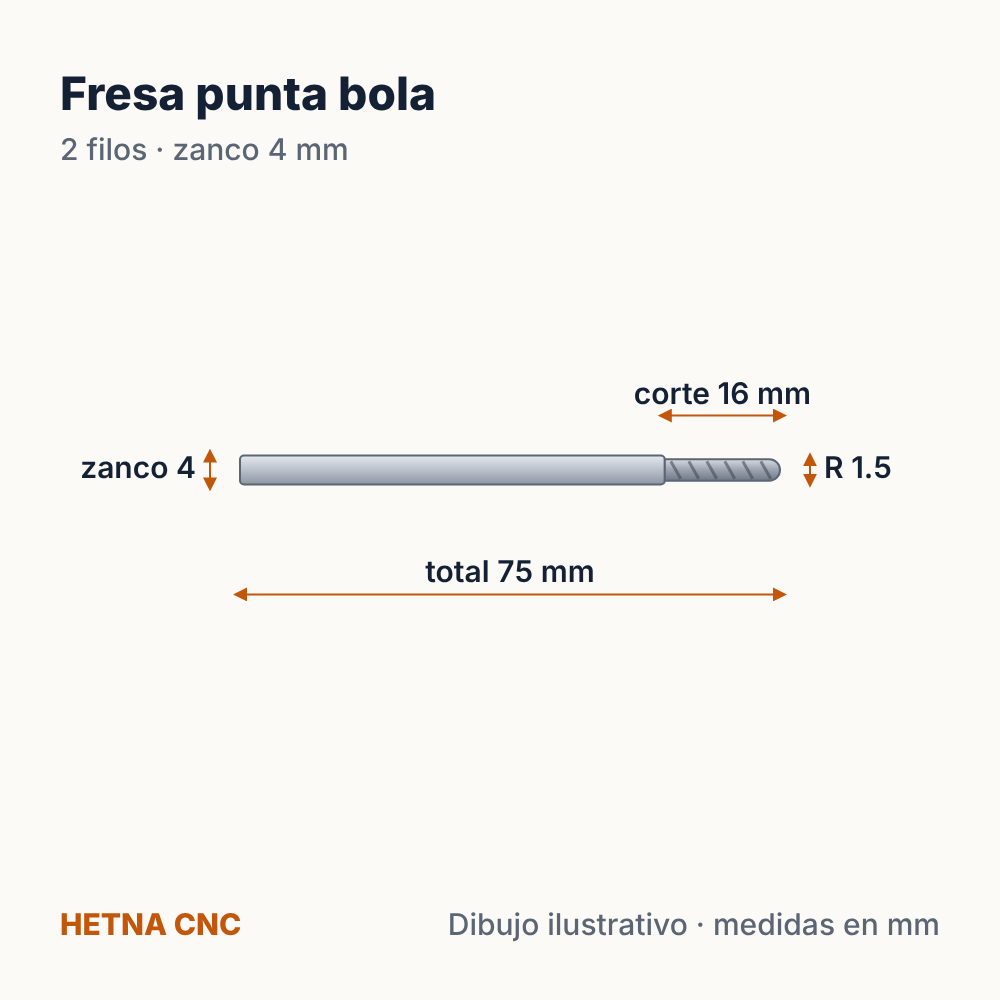 Fresa punta bola
2 filos · zanco 4 mm
corte 16 mm
zanco 4
R 1.5
total 75 mm
HETNA CNC
Dibujo ilustrativo · medidas en mm